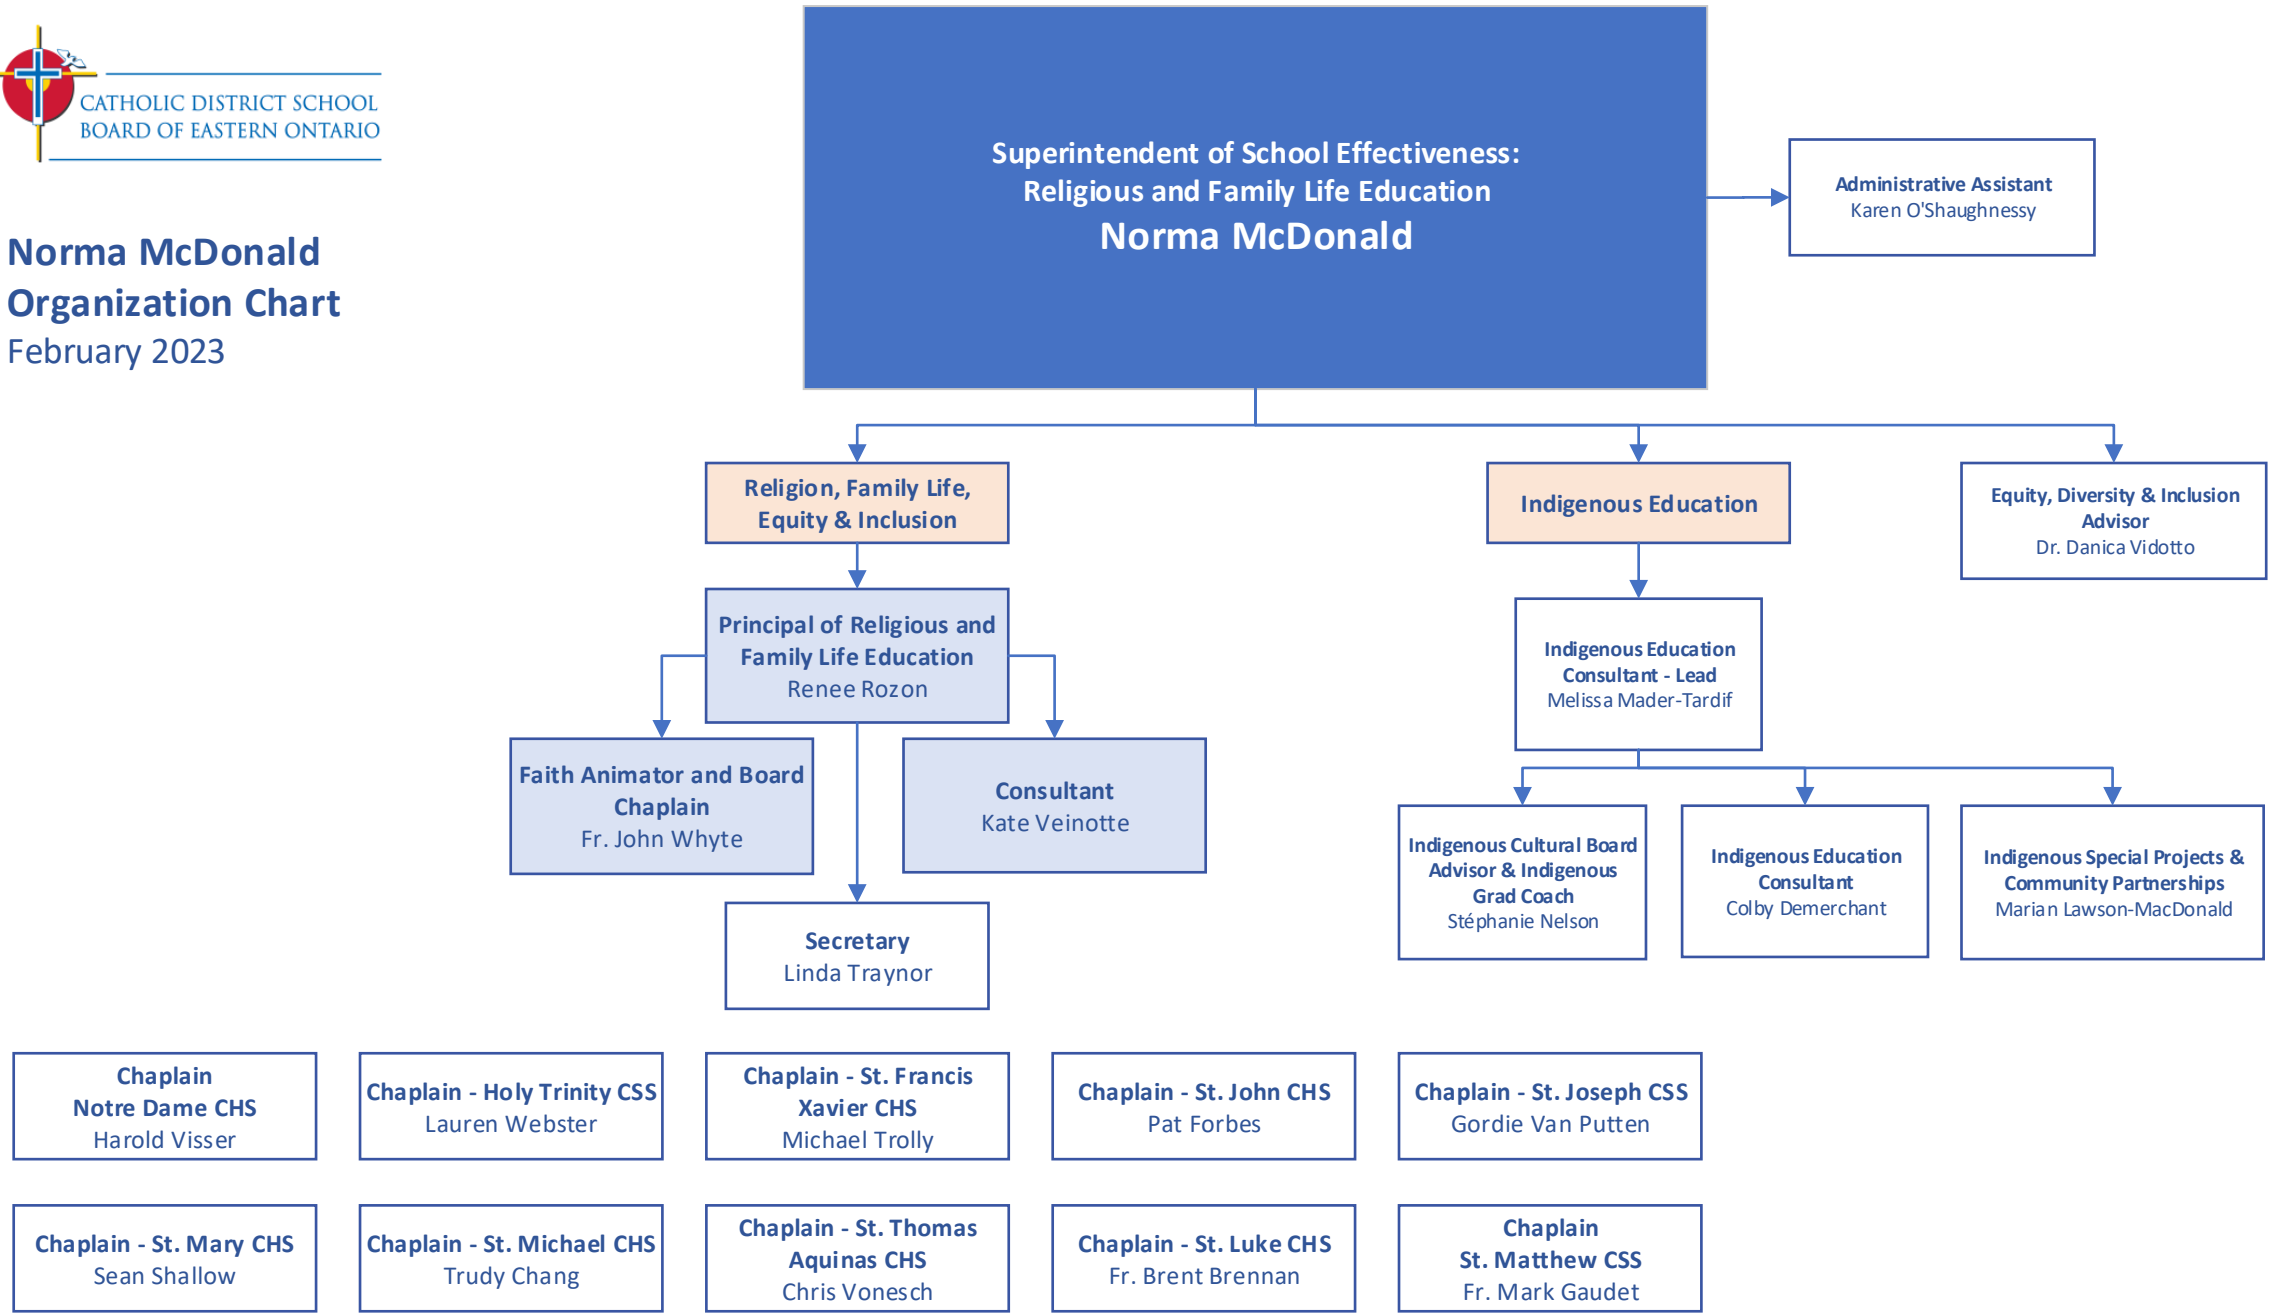 CATHOLIC DISTRICT SCHOOL
BOARD OF EASTERN ONTARIO
Norma McDonald
Organization Chart
February 2023
Superintendent of School Effectiveness:
Religious and Family Life Education
Norma McDonald
Administrative Assistant
Karen O'Shaughnessy
Religion, Family Life,
Equity & Inclusion
Indigenous Education
Equity, Diversity & Inclusion
Advisor
Dr. Danica Vidotto
Principal of Religious and
Family Life Education
Renee Rozon
Indigenous Education
Consultant - Lead
Melissa Mader-Tardif
Faith Animator and Board
Chaplain
Fr. John Whyte
Consultant
Kate Veinotte
Secretary
Linda Traynor
Indigenous Cultural Board
Advisor & Indigenous
Grad Coach
Stéphanie Nelson
Indigenous Education
Consultant
Colby Demerchant
Indigenous Special Projects &
Community Partnerships
Marian Lawson-MacDonald
Chaplain
Notre Dame CHS
Harold Visser
Chaplain - Holy Trinity CSS
Lauren Webster
Chaplain - St. Francis
Xavier CHS
Michael Trolly
Chaplain - St. John CHS
Pat Forbes
Chaplain - St. Joseph CSS
Gordie Van Putten
Chaplain - St. Mary CHS
Sean Shallow
Chaplain - St. Michael CHS
Trudy Chang
Chaplain - St. Thomas
Aquinas CHS
Chris Vonesch
Chaplain - St. Luke CHS
Fr. Brent Brennan
Chaplain
St. Matthew CSS
Fr. Mark Gaudet